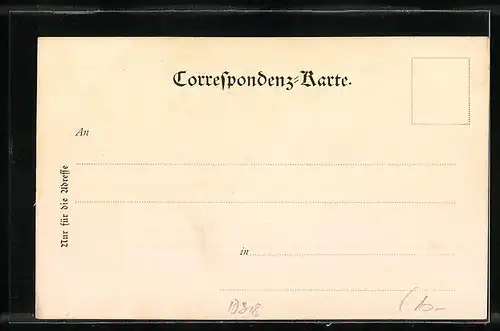 Correspondenz-Karte.
An
Nur für die Adresse
in